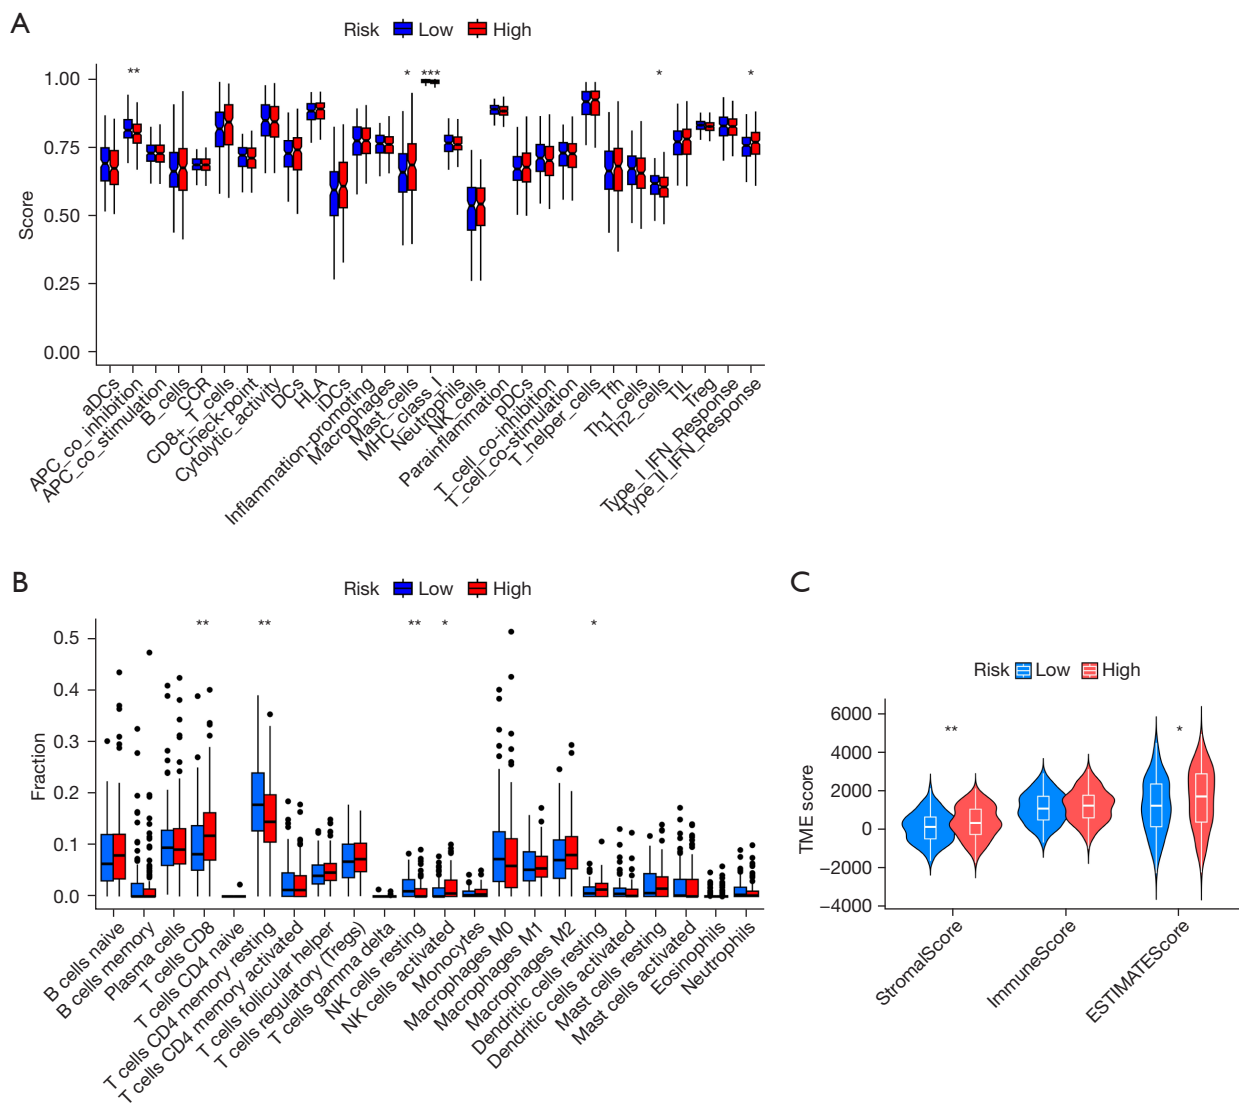 A
Risk Low High
** * *** * *
1.00
0.75
0.50
0.25
0.00
Score
aDCs
APC_co_inhibition
APC_co_stimulation
B_cells
CCR
CD8+_T_cells
Check-point
Cytolytic_activity
DCs
HLA
iDCs
Inflammation-promoting
Macrophages
Mast_cells
MHC_class_I
Neutrophils
NK_cells
Parainflammation
pDCs
T_cell_co-inhibition
T_cell_co-stimulation
T_helper_cells
Tfh
Th1_cells
Th2_cells
TIL
Treg
Type_I_IFN_Response
Type_II_IFN_Response
B
Risk Low High
** ** ** * *
0.5
0.4
0.3
0.2
0.1
0.0
Fraction
B cells naive
B cells memory
Plasma cells
T cells CD8
T cells CD4 naive
T cells CD4 memory resting
T cells CD4 memory activated
T cells follicular helper
T cells regulatory (Tregs)
T cells gamma delta
NK cells resting
NK cells activated
Monocytes
Macrophages M0
Macrophages M1
Macrophages M2
Dendritic cells resting
Dendritic cells activated
Mast cells resting
Mast cells activated
Eosinophils
Neutrophils
C
Risk Low High
** *
6000
4000
2000
0
−2000
−4000
TME score
StromalScore
ImmuneScore
ESTIMATEScore